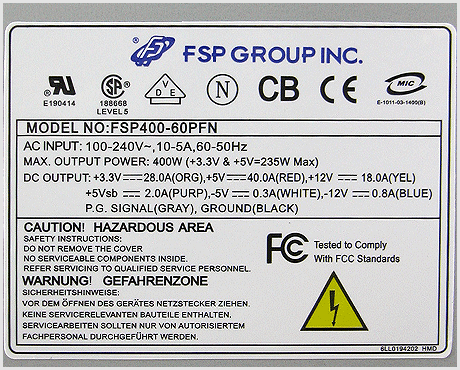 FSP GROUP INC.
E190414
188668
LEVEL 5
VDE
N
CB
CE
MIC
E-1011-03-1400(B)
MODEL NO:FSP400-60PFN
AC INPUT: 100-240V~,10-5A,60-50Hz
MAX. OUTPUT POWER: 400W (+3.3V & +5V=235W Max)
DC OUTPUT: +3.3V⎓28.0A(ORG),+5V⎓40.0A(RED),+12V⎓18.0A(YEL)
+5Vsb⎓2.0A(PURP),-5V⎓0.3A(WHITE),-12V⎓0.8A(BLUE)
P.G. SIGNAL(GRAY), GROUND(BLACK)
CAUTION! HAZARDOUS AREA
SAFETY INSTRUCTIONS:
DO NOT REMOVE THE COVER
NO SERVICEABLE COMPONENTS INSIDE.
REFER SERVICING TO QUALIFIED SERVICE PERSONNEL.
FCC Tested to Comply
With FCC Standards
WARNUNG! GEFAHRENZONE
SICHERHEITSHINWEISE:
VOR DEM ÖFFNEN DES GERÄTES NETZSTECKER ZIEHEN.
KEINE SERVICERELEVANTEN BAUTEILE ENTHALTEN.
SERVICEARBEITEN SOLLTEN NUR VON AUTORISIERTEM
FACHPERSONAL DURCHGEFÜHRT WERDEN.
6LL0194202 HMD